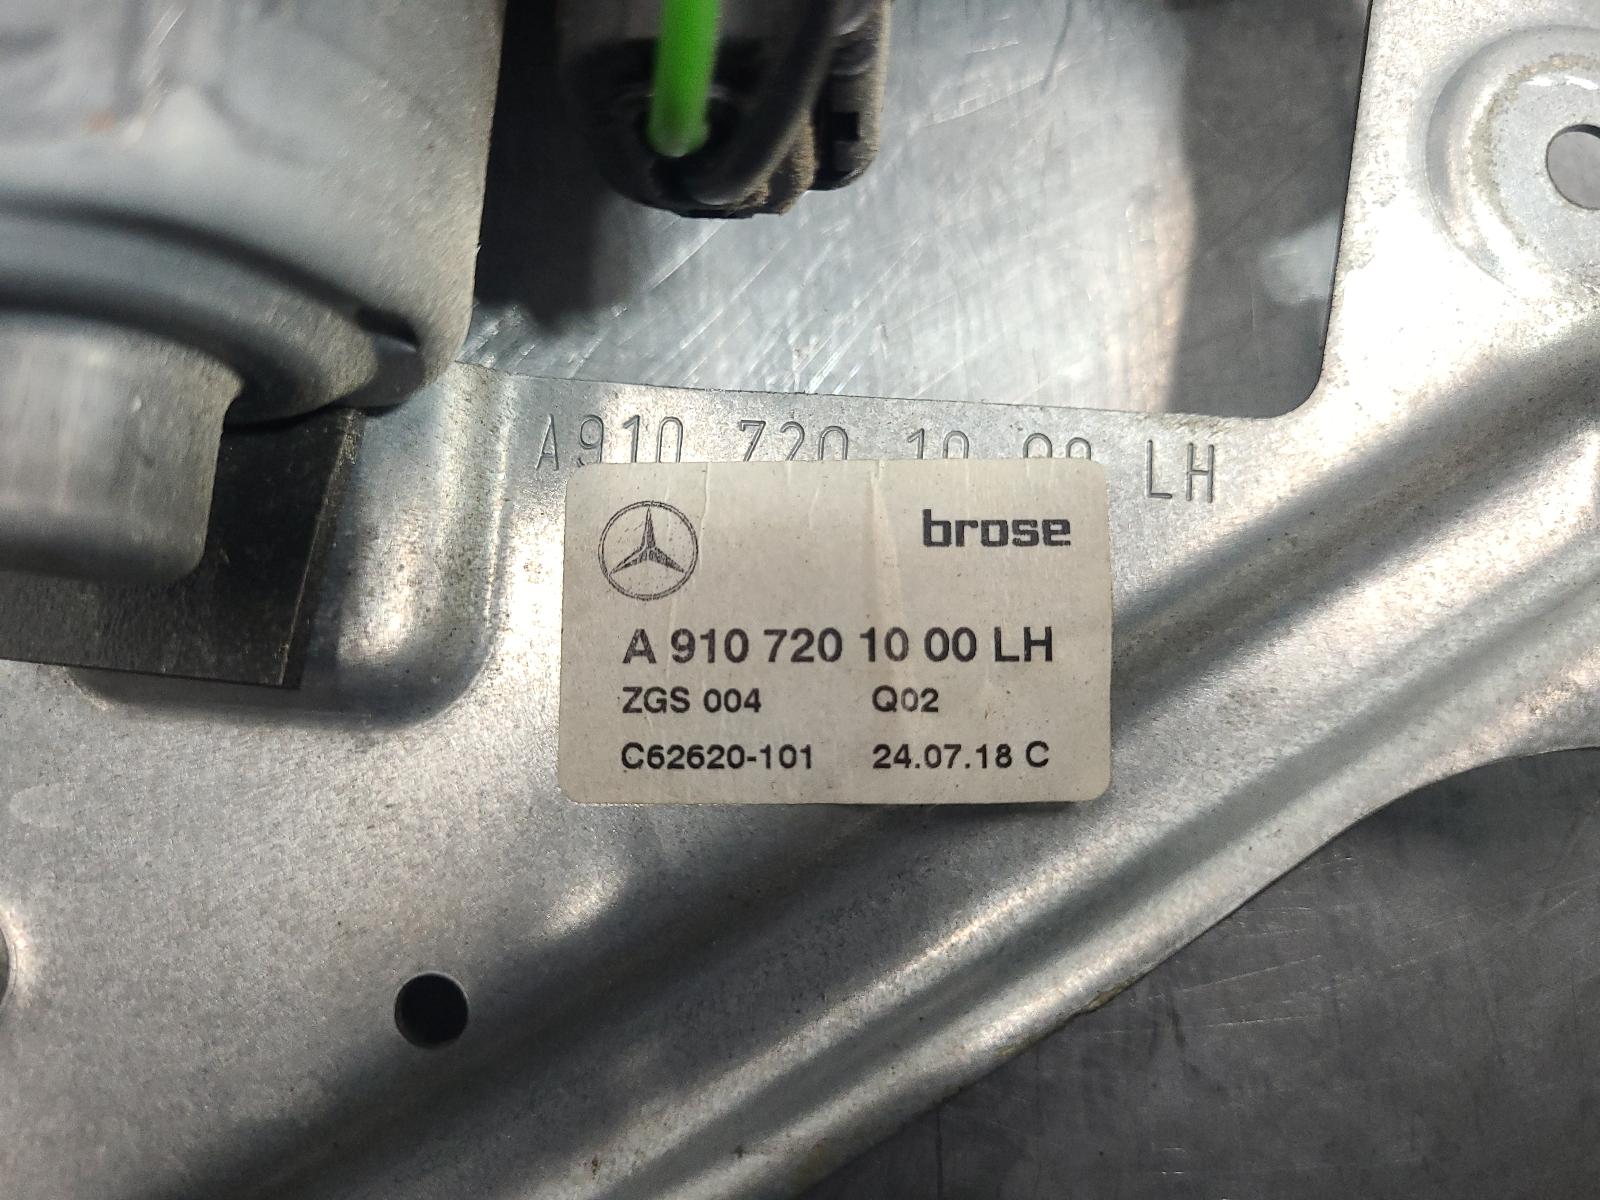 A910 720 10 00 LH
brose
A 910 720 10 00 LH
ZGS 004 Q02
C62620-101 24.07.18 C